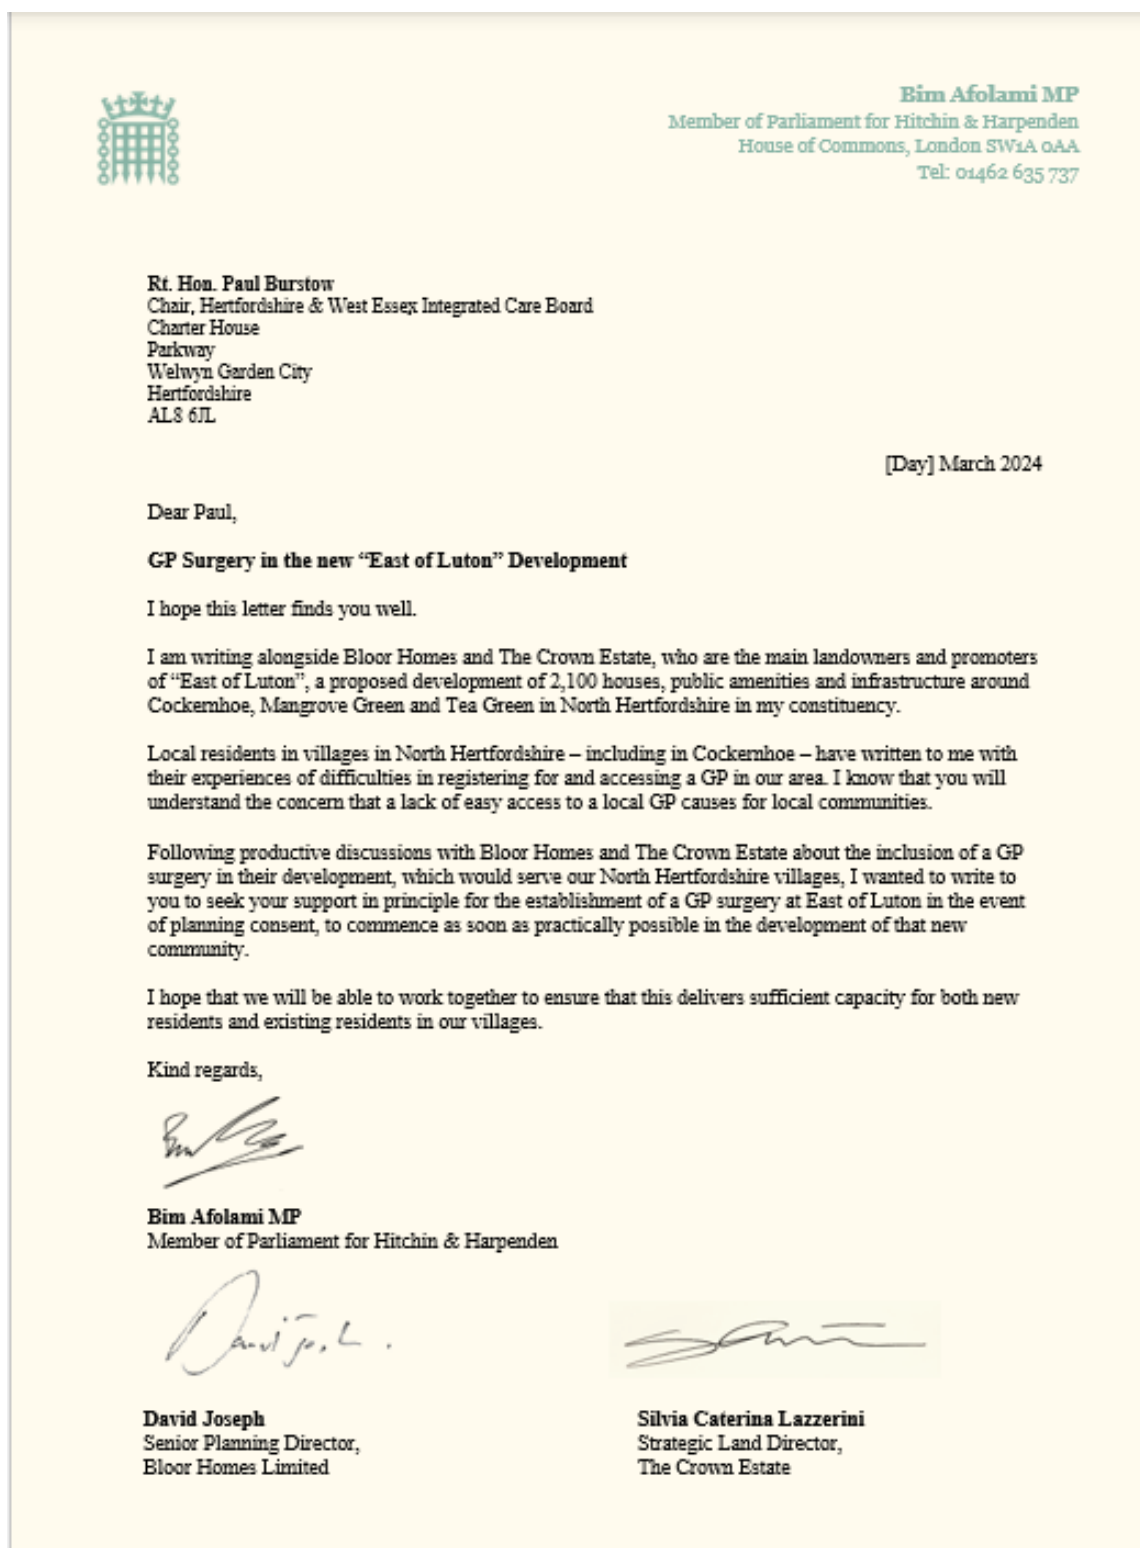 Bim Afolami MP
Member of Parliament for Hitchin & Harpenden
House of Commons, London SW1A 0AA
Tel: 01462 635 737
Rt. Hon. Paul Burstow
Chair, Hertfordshire & West Essex Integrated Care Board
Charter House
Parkway
Welwyn Garden City
Hertfordshire
AL8 6JL
[Day] March 2024
Dear Paul,
GP Surgery in the new “East of Luton” Development
I hope this letter finds you well.
I am writing alongside Bloor Homes and The Crown Estate, who are the main landowners and promoters
of “East of Luton”, a proposed development of 2,100 houses, public amenities and infrastructure around
Cockernhoe, Mangrove Green and Tea Green in North Hertfordshire in my constituency.
Local residents in villages in North Hertfordshire – including in Cockernhoe – have written to me with
their experiences of difficulties in registering for and accessing a GP in our area. I know that you will
understand the concern that a lack of easy access to a local GP causes for local communities.
Following productive discussions with Bloor Homes and The Crown Estate about the inclusion of a GP
surgery in their development, which would serve our North Hertfordshire villages, I wanted to write to
you to seek your support in principle for the establishment of a GP surgery at East of Luton in the event
of planning consent, to commence as soon as practically possible in the development of that new
community.
I hope that we will be able to work together to ensure that this delivers sufficient capacity for both new
residents and existing residents in our villages.
Kind regards,
Bim Afolami MP
Member of Parliament for Hitchin & Harpenden
David Joseph
Senior Planning Director,
Bloor Homes Limited
Silvia Caterina Lazzerini
Strategic Land Director,
The Crown Estate